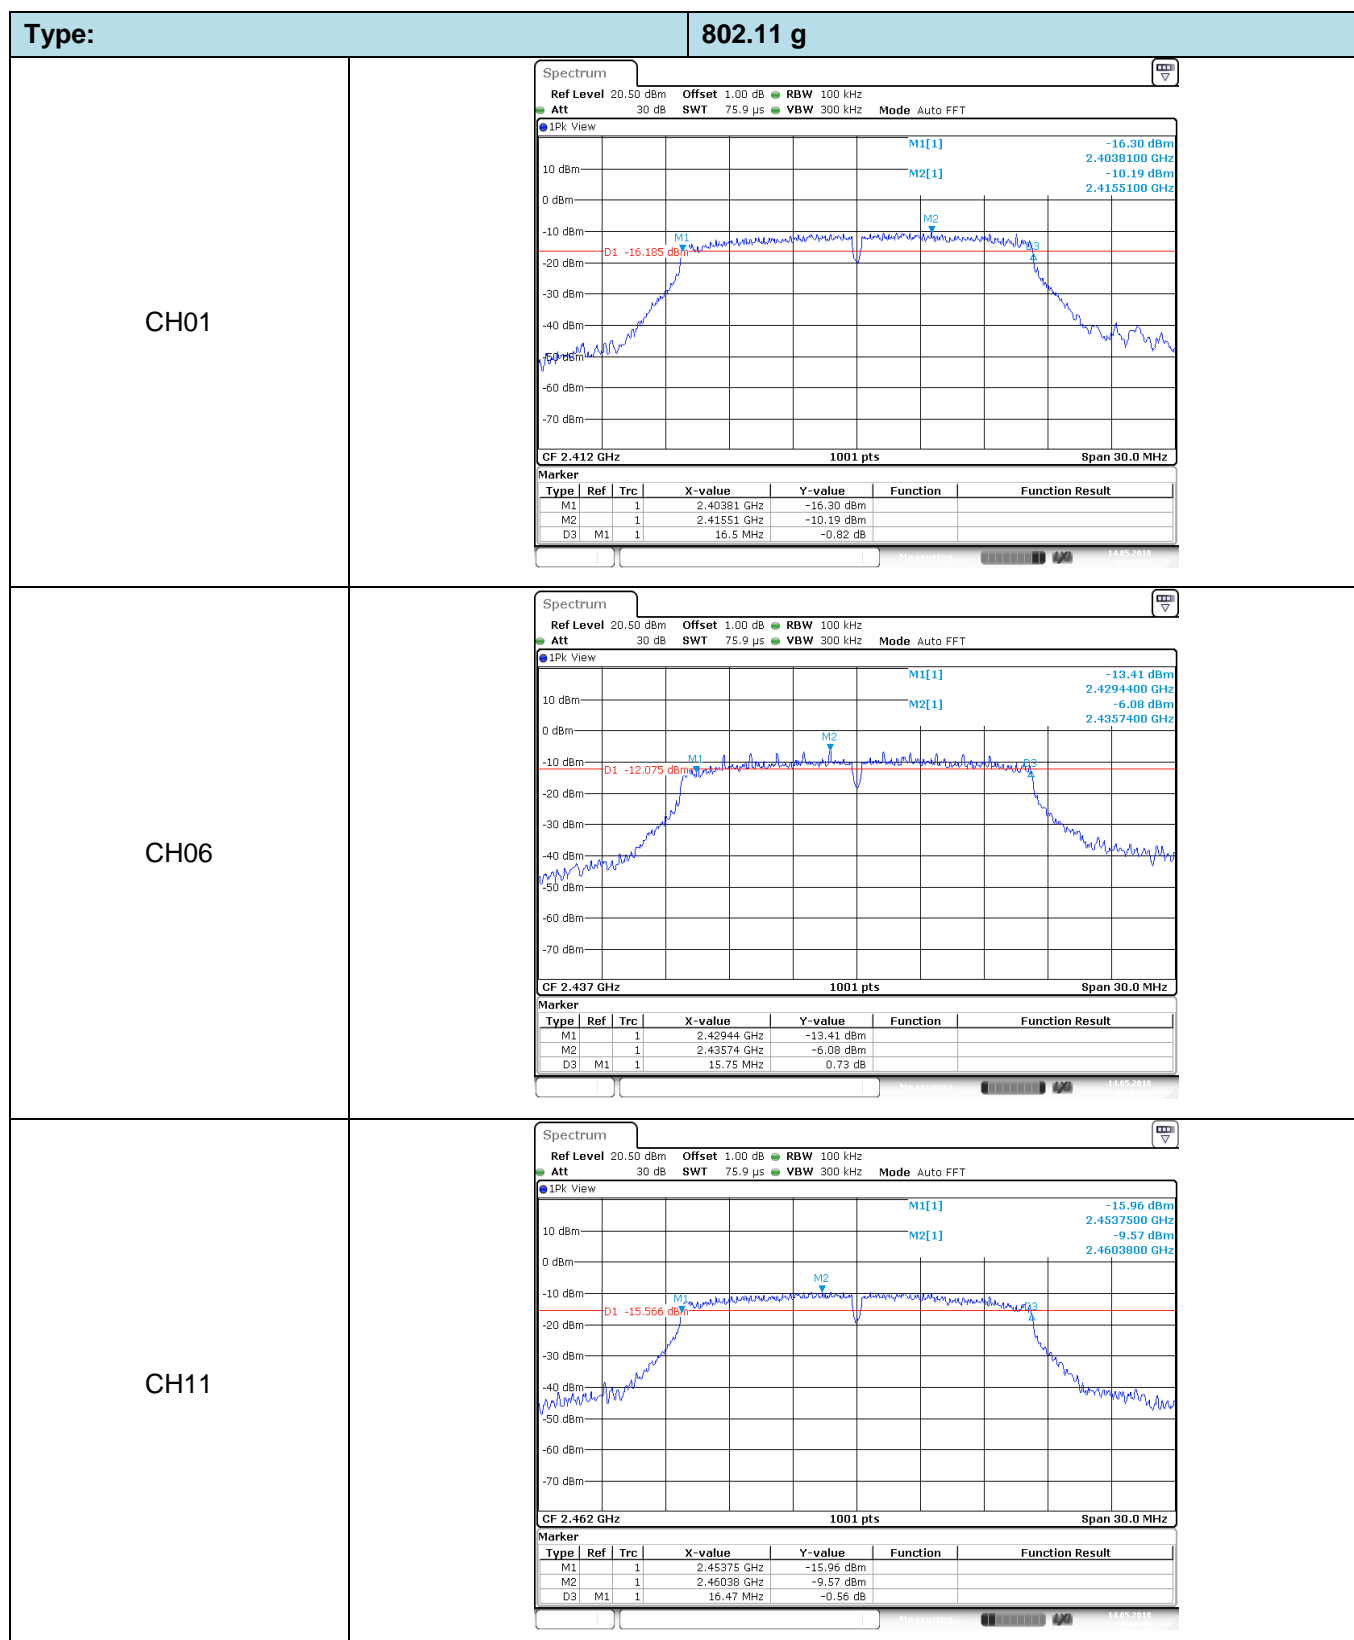 Type: 802.11 g
CH01
Spectrum
Ref Level 20.50 dBm Offset 1.00 dB RBW 100 kHz
Att 30 dB SWT 75.9 µs VBW 300 kHz Mode Auto FFT
1Pk View
M1[1] -16.30 dBm
2.4038100 GHz
10 dBm
M2[1] -10.19 dBm
2.4155100 GHz
0 dBm
M2
-10 dBm
M1
D1 -16.185 dBm
D3
-20 dBm
-30 dBm
-40 dBm
-50 dBm
-60 dBm
-70 dBm
CF 2.412 GHz 1001 pts Span 30.0 MHz
Marker
Type Ref Trc X-value Y-value Function Function Result
M1 1 2.40381 GHz -16.30 dBm
M2 1 2.41551 GHz -10.19 dBm
D3 M1 1 16.5 MHz -0.82 dB
Measuring... 14.05.2018
CH06
Spectrum
Ref Level 20.50 dBm Offset 1.00 dB RBW 100 kHz
Att 30 dB SWT 75.9 µs VBW 300 kHz Mode Auto FFT
1Pk View
M1[1] -13.41 dBm
2.4294400 GHz
10 dBm
M2[1] -6.08 dBm
2.4357400 GHz
0 dBm
M2
-10 dBm
M1
D3
D1 -12.075 dBm
-20 dBm
-30 dBm
-40 dBm
-50 dBm
-60 dBm
-70 dBm
CF 2.437 GHz 1001 pts Span 30.0 MHz
Marker
Type Ref Trc X-value Y-value Function Function Result
M1 1 2.42944 GHz -13.41 dBm
M2 1 2.43574 GHz -6.08 dBm
D3 M1 1 15.75 MHz 0.73 dB
Measuring... 14.05.2018
CH11
Spectrum
Ref Level 20.50 dBm Offset 1.00 dB RBW 100 kHz
Att 30 dB SWT 75.9 µs VBW 300 kHz Mode Auto FFT
1Pk View
M1[1] -15.96 dBm
2.4537500 GHz
10 dBm
M2[1] -9.57 dBm
2.4603800 GHz
0 dBm
M2
-10 dBm
M1
D3
D1 -15.566 dBm
-20 dBm
-30 dBm
-40 dBm
-50 dBm
-60 dBm
-70 dBm
CF 2.462 GHz 1001 pts Span 30.0 MHz
Marker
Type Ref Trc X-value Y-value Function Function Result
M1 1 2.45375 GHz -15.96 dBm
M2 1 2.46038 GHz -9.57 dBm
D3 M1 1 16.47 MHz -0.56 dB
Measuring... 14.05.2018